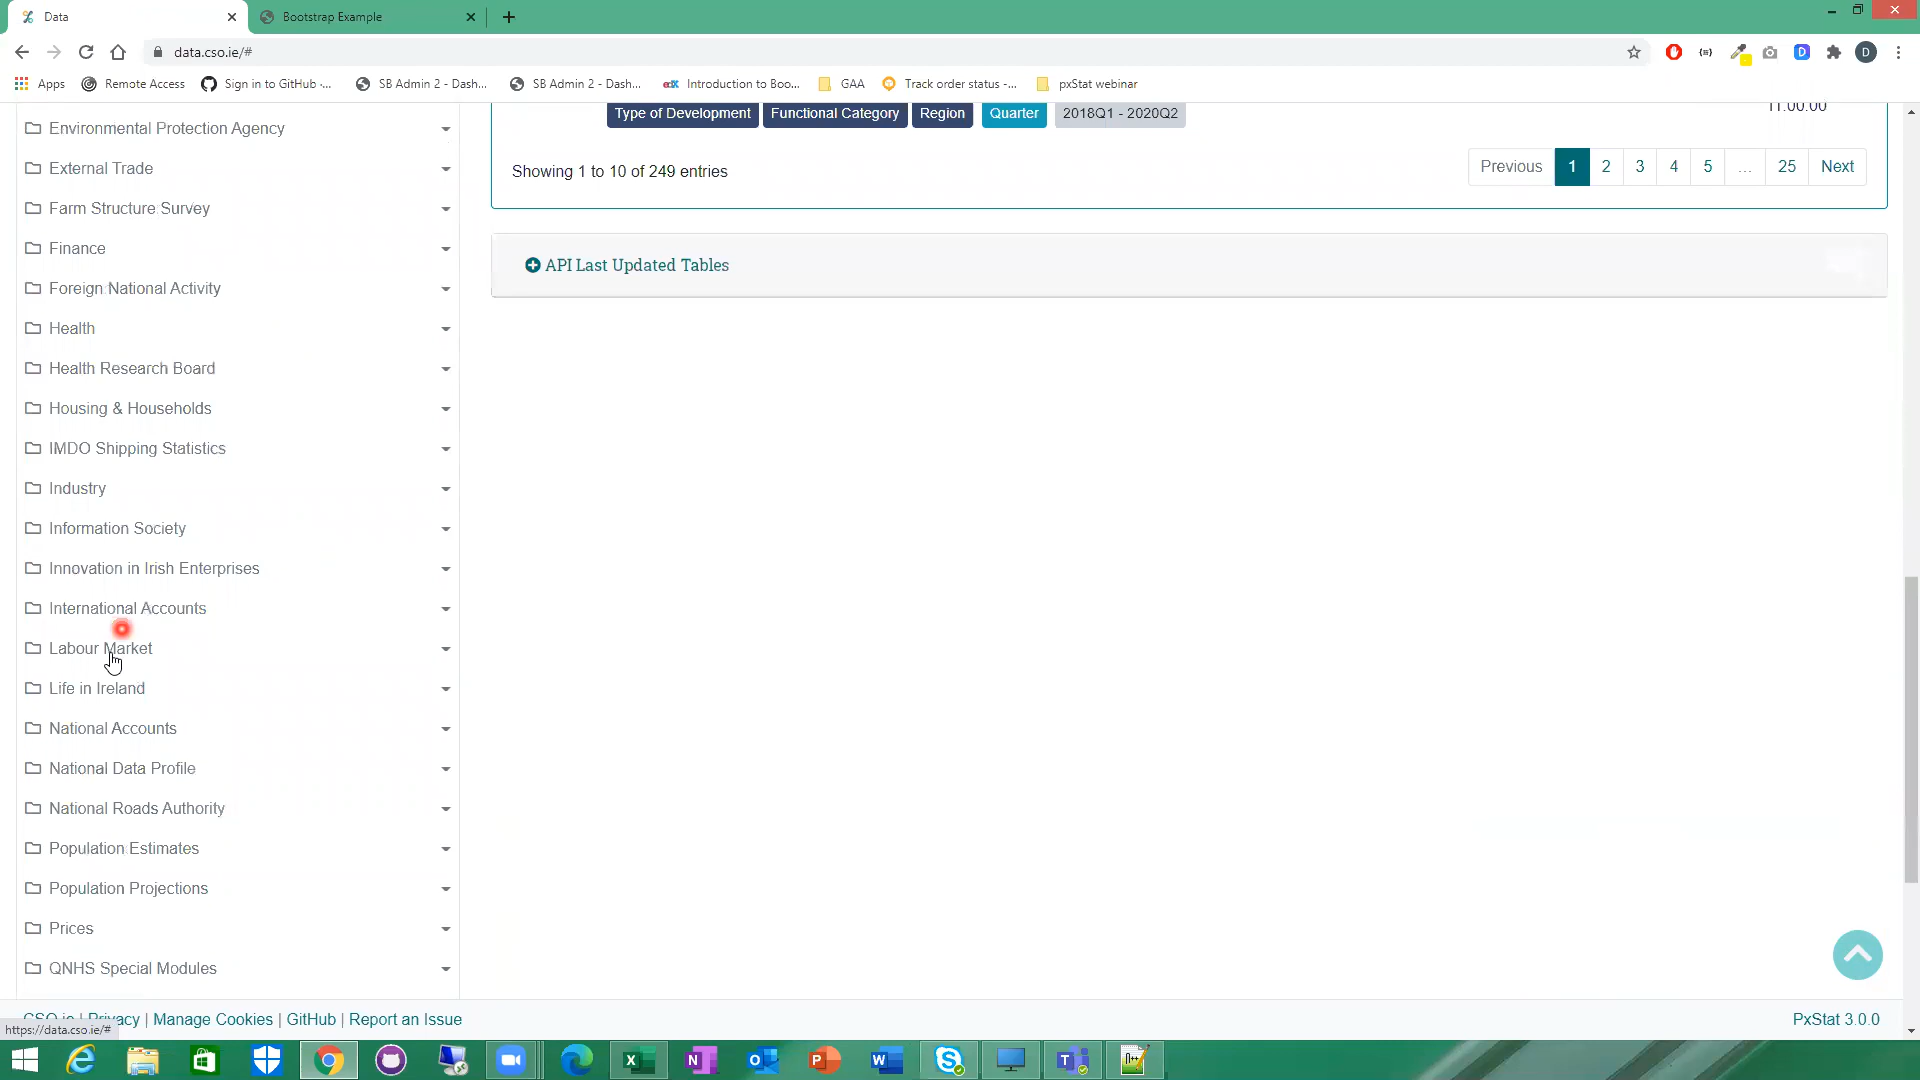 Data
Bootstrap Example
data.cso.ie/#
Apps Remote Access Sign in to GitHub ·... SB Admin 2 - Dash... SB Admin 2 - Dash... edX Introduction to Boo... GAA Track order status -... pxStat webinar
Environmental Protection Agency
External Trade
Farm Structure Survey
Finance
Foreign National Activity
Health
Health Research Board
Housing & Households
IMDO Shipping Statistics
Industry
Information Society
Innovation in Irish Enterprises
International Accounts
Labour Market
Life in Ireland
National Accounts
National Data Profile
National Roads Authority
Population Estimates
Population Projections
Prices
QNHS Special Modules
Type of Development Functional Category Region Quarter 2018Q1 - 2020Q2
11:00:00
Showing 1 to 10 of 249 entries
Previous 1 2 3 4 5 ... 25 Next
API Last Updated Tables
CSO.ie | Privacy | Manage Cookies | GitHub | Report an Issue
PxStat 3.0.0
https://data.cso.ie/#